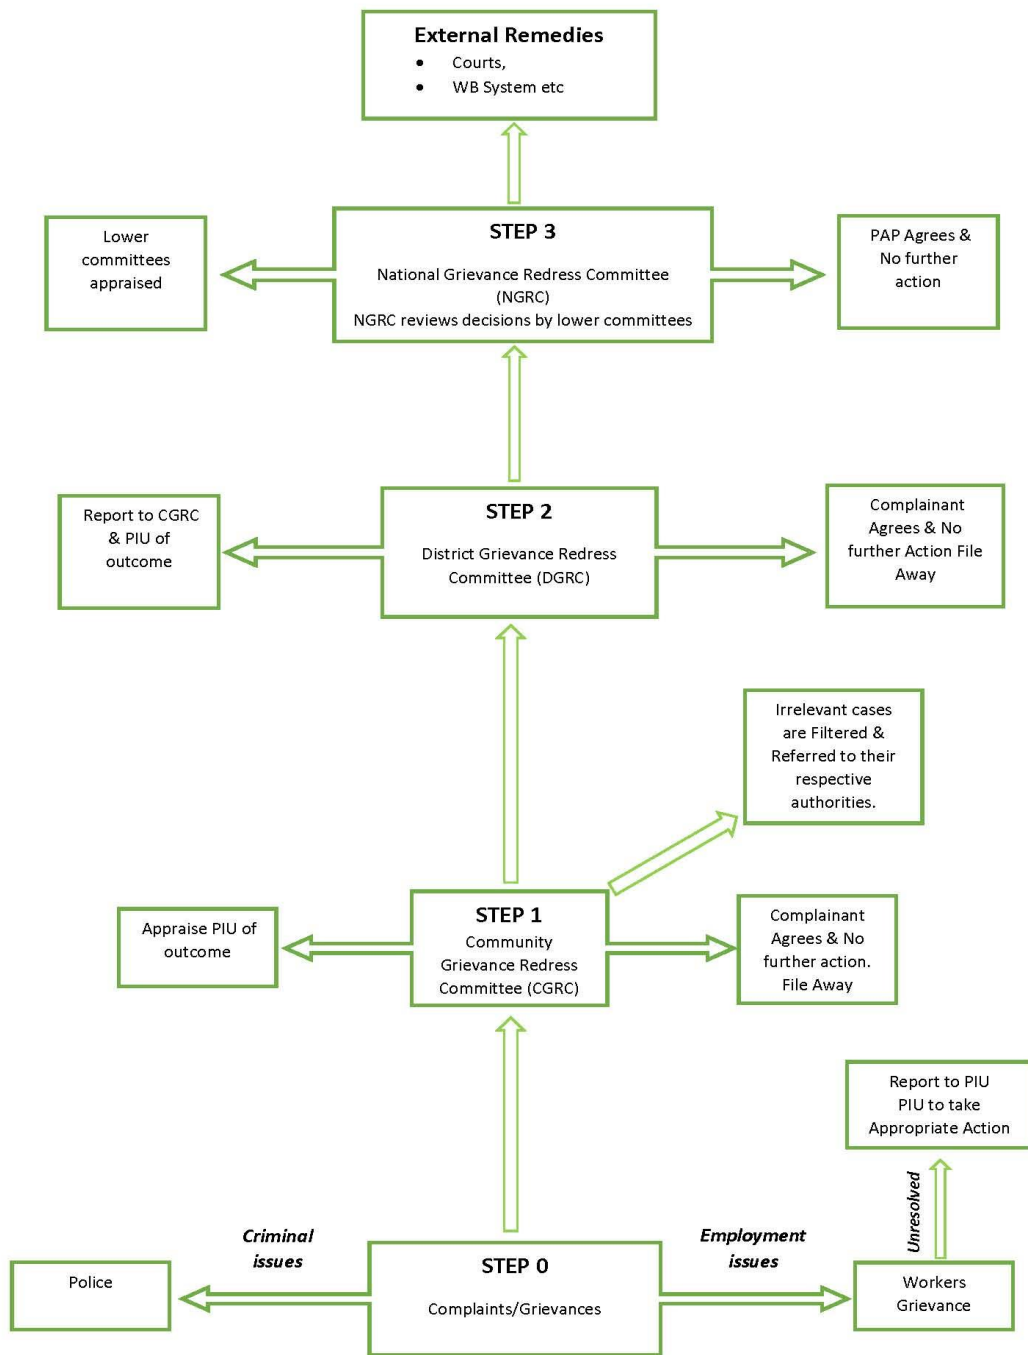 External Remedies
• Courts,
• WB System etc
Lower
committees
appraised
STEP 3
National Grievance Redress Committee
(NGRC)
NGRC reviews decisions by lower committees
PAP Agrees &
No further
action
Report to CGRC
& PIU of
outcome
STEP 2
District Grievance Redress
Committee (DGRC)
Complainant
Agrees & No
further Action File
Away
Irrelevant cases
are Filtered &
Referred to their
respective
authorities.
Appraise PIU of
outcome
STEP 1
Community
Grievance Redress
Committee (CGRC)
Complainant
Agrees & No
further action.
File Away
Report to PIU
PIU to take
Appropriate Action
Unresolved
Criminal
issues
Employment
issues
Police
STEP 0
Complaints/Grievances
Workers
Grievance